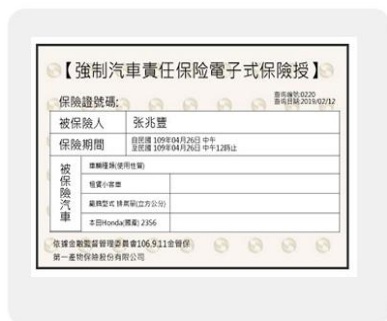 【強制汽車責任保险電子式保險授】
簽帳編號:0220
保險證號碼:
簽帳日期:2019/02/12
被保險人 张兆豐
保險期間 自民國 109年04月26日 中午
至民國 109年04月26日 中午12時止
被保險汽車
車輛種類(使用性質)
租賃小客車
廠牌型式 排氣量(立方公分)
本田Honda(國產) 2356
依據金融監督管理委員會106.9.11金管保
第一產物保險股份有限公司